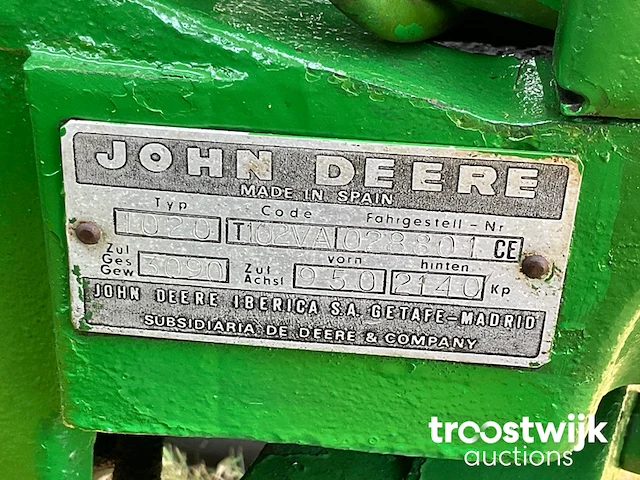 JOHN DEERE
MADE IN SPAIN
Typ Code Fahrgestell-Nr
1020 T102VA 028801 CE
Zul Ges Gew 3090 Zul Achsl vorn 950 hinten 2140 Kp
JOHN DEERE IBERICA S.A. GETAFE-MADRID
SUBSIDIARIA DE DEERE & COMPANY
troostwijk
auctions